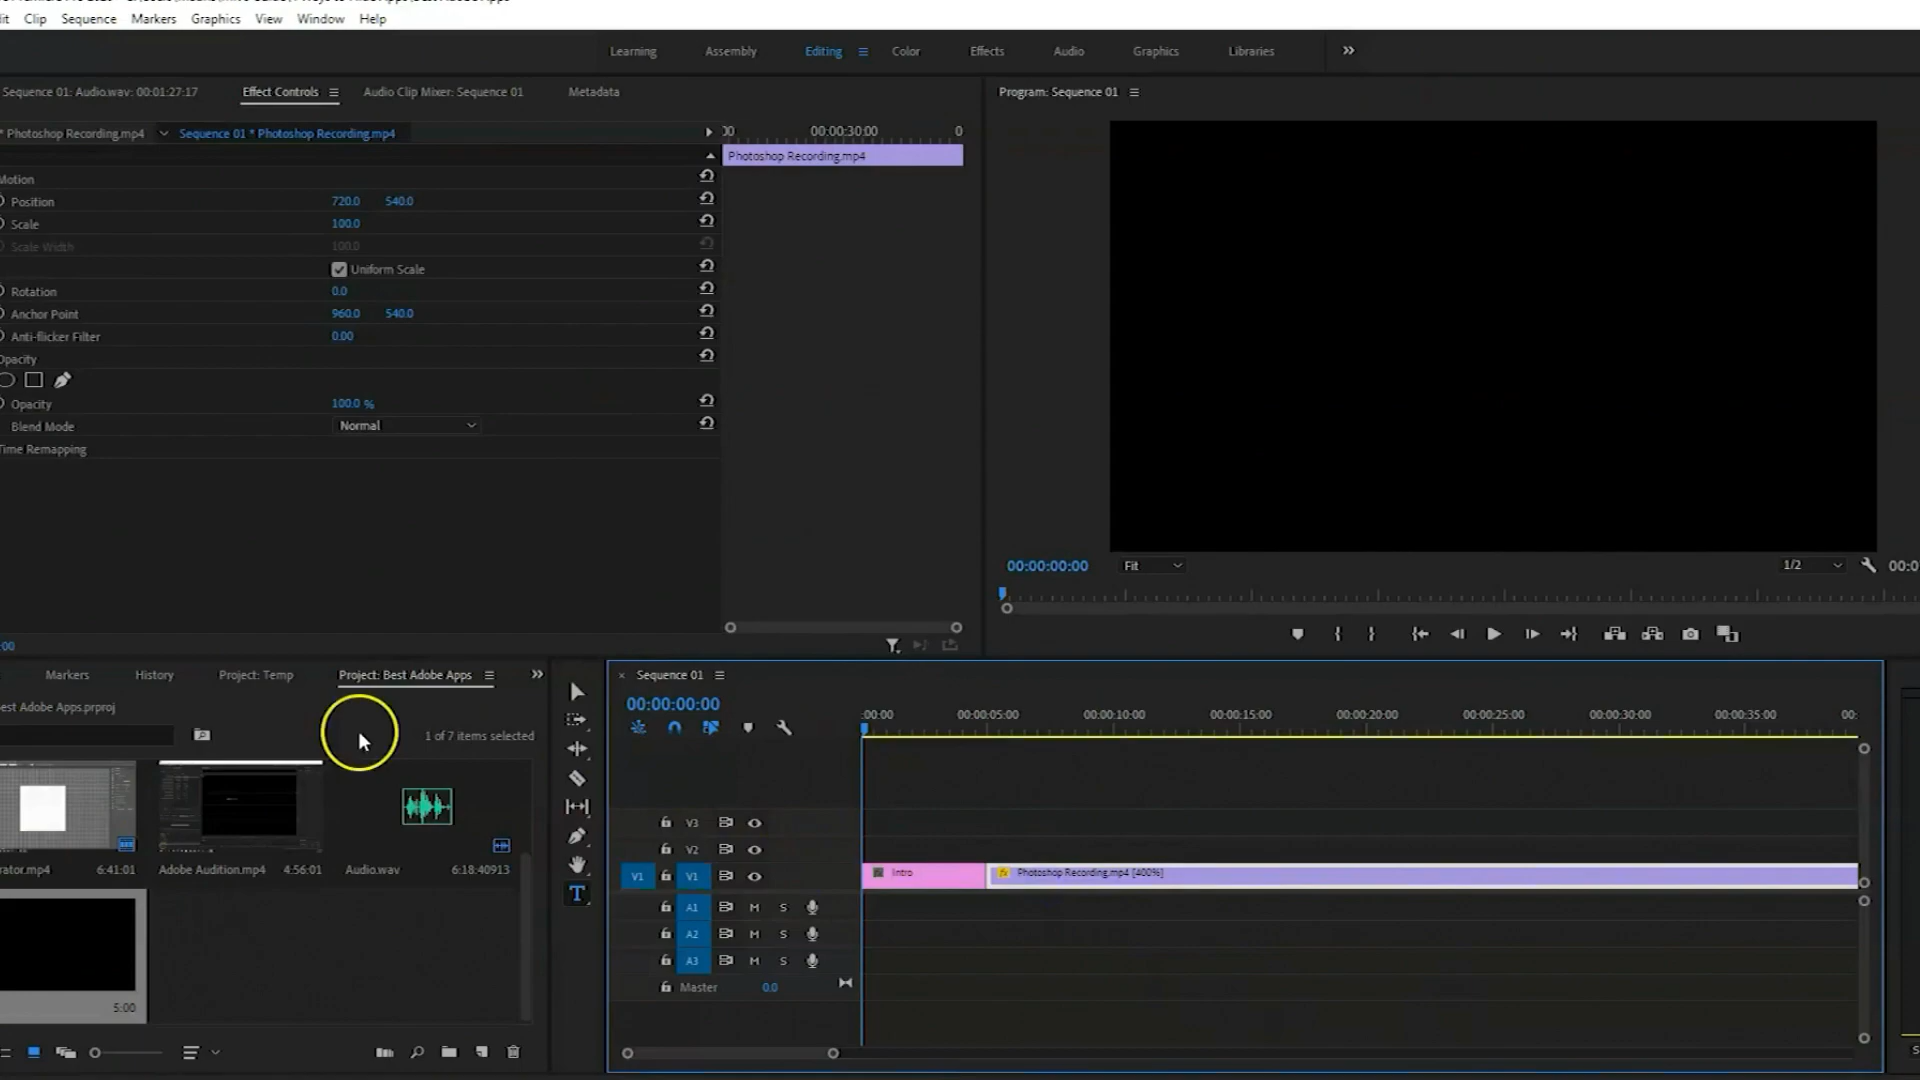 it Clip Sequence Markers Graphics View Window Help
Learning Assembly Editing Color Effects Audio Graphics Libraries
Sequence 01: Audio.wav: 00:01:27:17 Effect Controls Audio Clip Mixer: Sequence 01 Metadata
Program: Sequence 01
* Photoshop Recording.mp4 Sequence 01 * Photoshop Recording.mp4
00 00:00:30:00 0
Photoshop Recording.mp4
Motion
Position 720.0 540.0
Scale 100.0
Scale Width 100.0
Uniform Scale
Rotation 0.0
Anchor Point 960.0 540.0
Anti-flicker Filter 0.00
Opacity
Opacity 100.0 %
Blend Mode Normal
Time Remapping
00:00:00:00 Fit 1/2 00:0
:00
Markers History Project: Temp Project: Best Adobe Apps
est Adobe Apps.prproj
1 of 7 items selected
rator.mp4 6:41:01 Adobe Audition.mp4 4:56:01 Audio.wav 6:18:40913
5:00
× Sequence 01
00:00:00:00
:00:00 00:00:05:00 00:00:10:00 00:00:15:00 00:00:20:00 00:00:25:00 00:00:30:00 00:00:35:00 00:
V3
V2
V1 V1 Intro fx Photoshop Recording.mp4 [400%]
A1 M S
A2 M S
A3 M S
Master 0.0
T
S